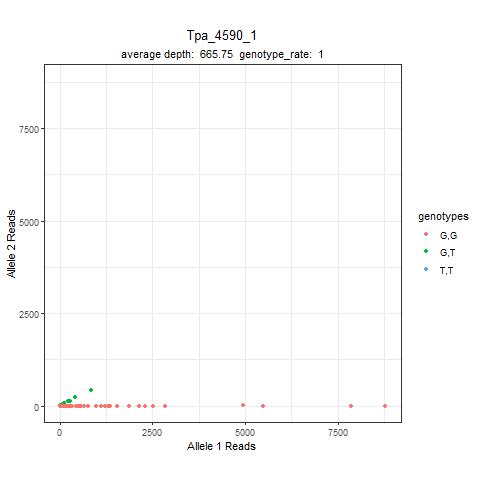 Tpa_4590_1
average depth: 665.75 genotype_rate: 1
7500
5000
2500
0
Allele 2 Reads
0 2500 5000 7500
Allele 1 Reads
genotypes
G,G
G,T
T,T